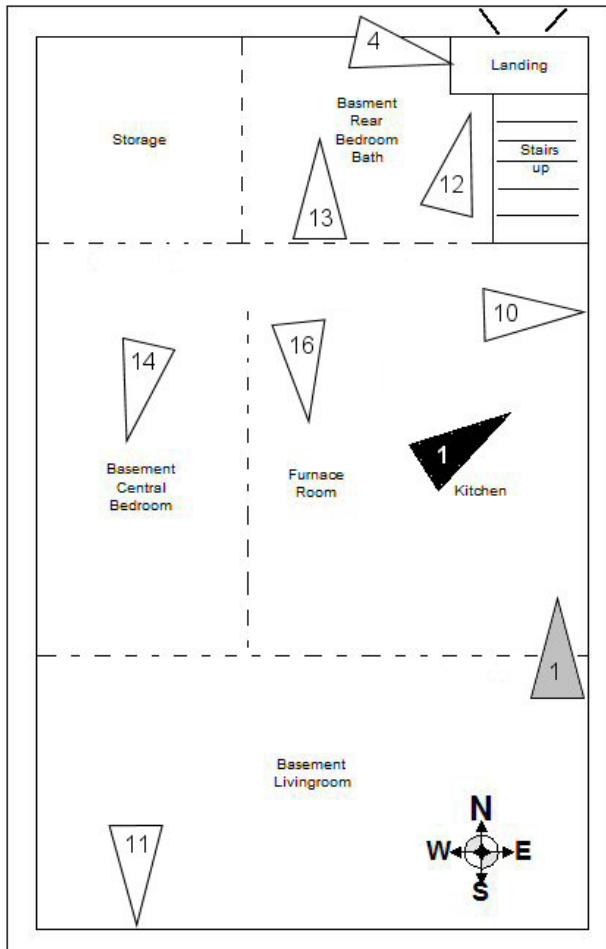 4
Landing
Storage
Basment
Rear
Bedroom
Bath
Stairs
up
12
13
10
14
16
1
Basement
Central
Bedroom
Furnace
Room
Kitchen
1
Basement
Livingroom
11
N
W E
S